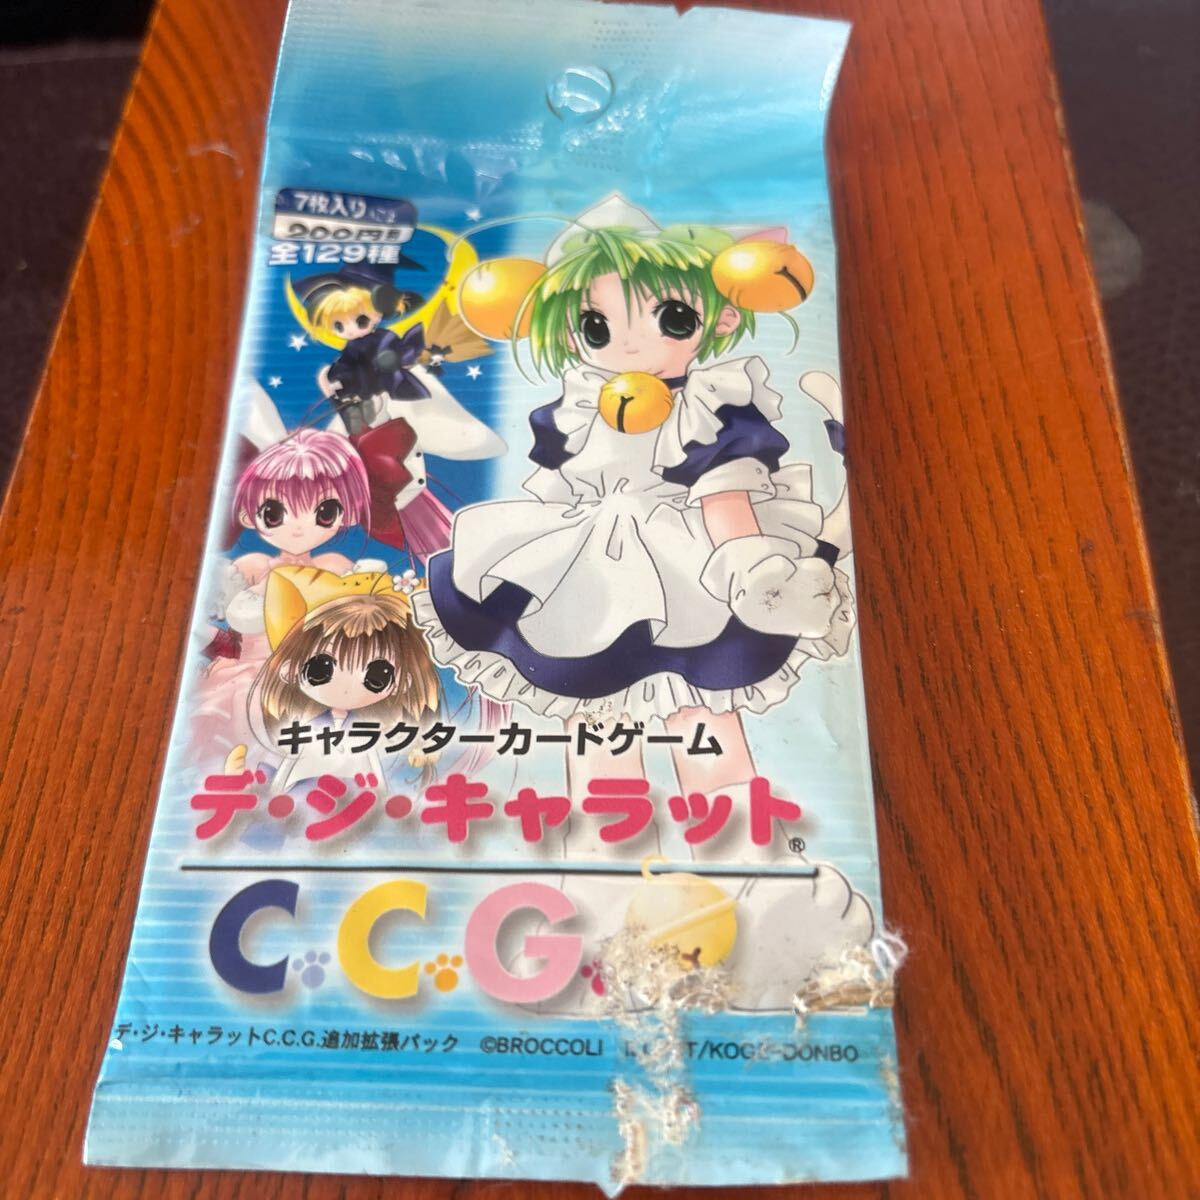 7枚入り
200円
全129種
キャラクターカードゲーム
デ・ジ・キャラット®
C.C.G.
デ・ジ・キャラットC.C.G.追加拡張パック ©BROCCOLI /KOGE-DONBO